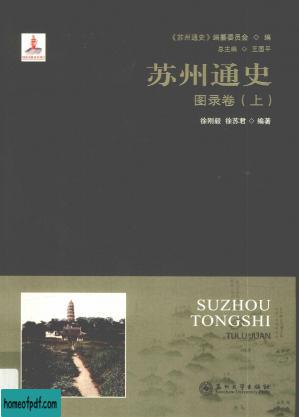 《苏州通史》编纂委员会 ◇ 编
总主编 ◇ 王国平
苏州通史
图录卷（上）
徐刚毅 徐苏君 ◇ 编著
SUZHOU
TONGSHI
TULUJUAN
苏州大学出版社
homeofpdf.com